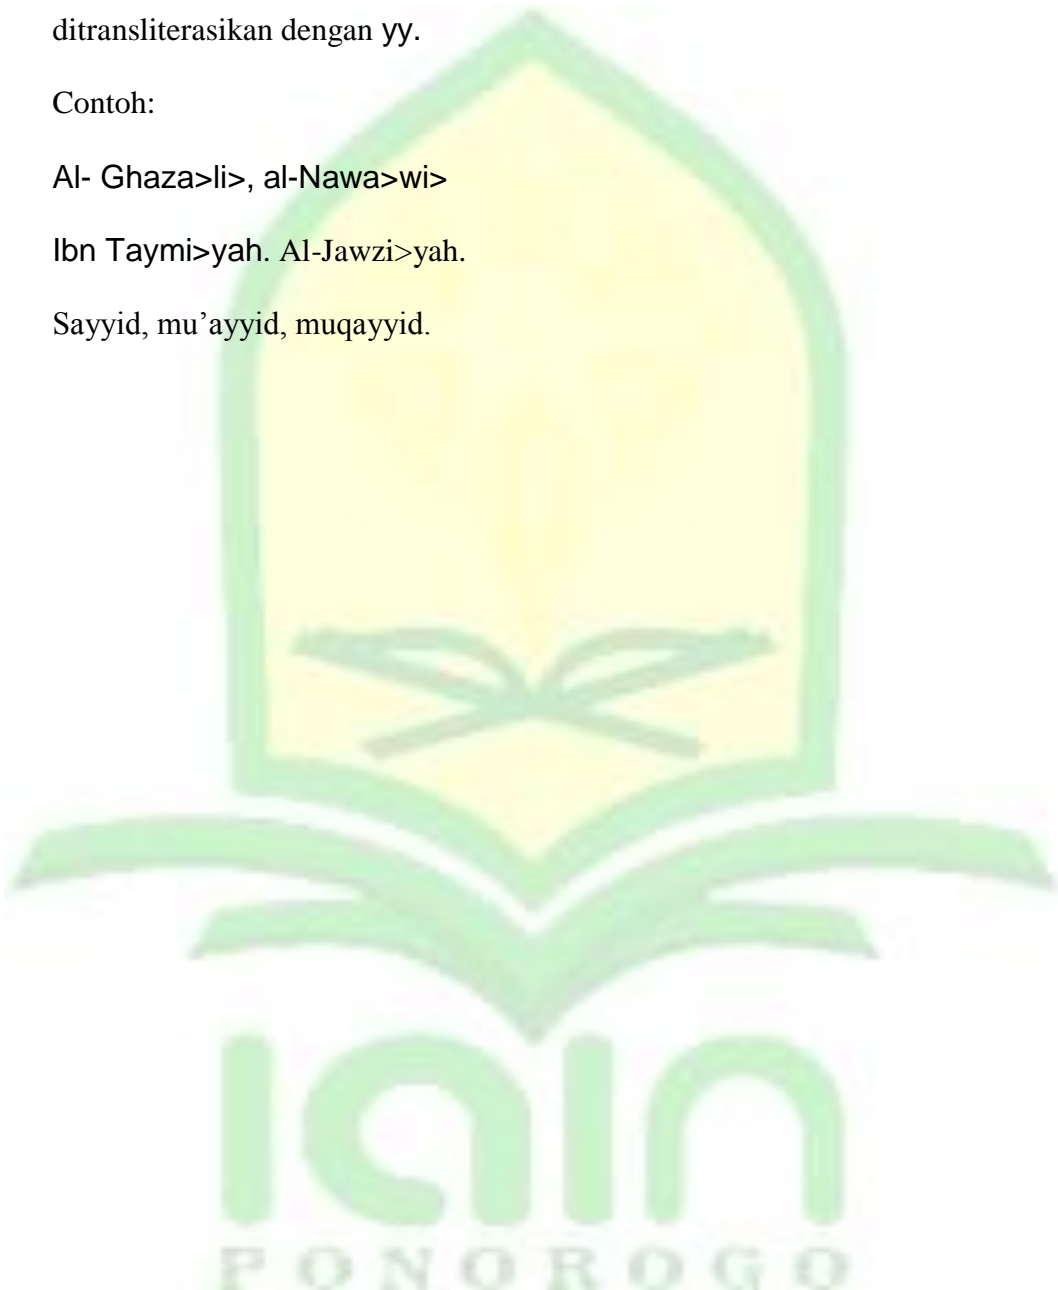 ditransliterasikan dengan yy.
Contoh:
Al- Ghaza>li>, al-Nawa>wi>
Ibn Taymi>yah. Al-Jawzi>yah.
Sayyid, mu’ayyid, muqayyid.
iain
PONOROGO